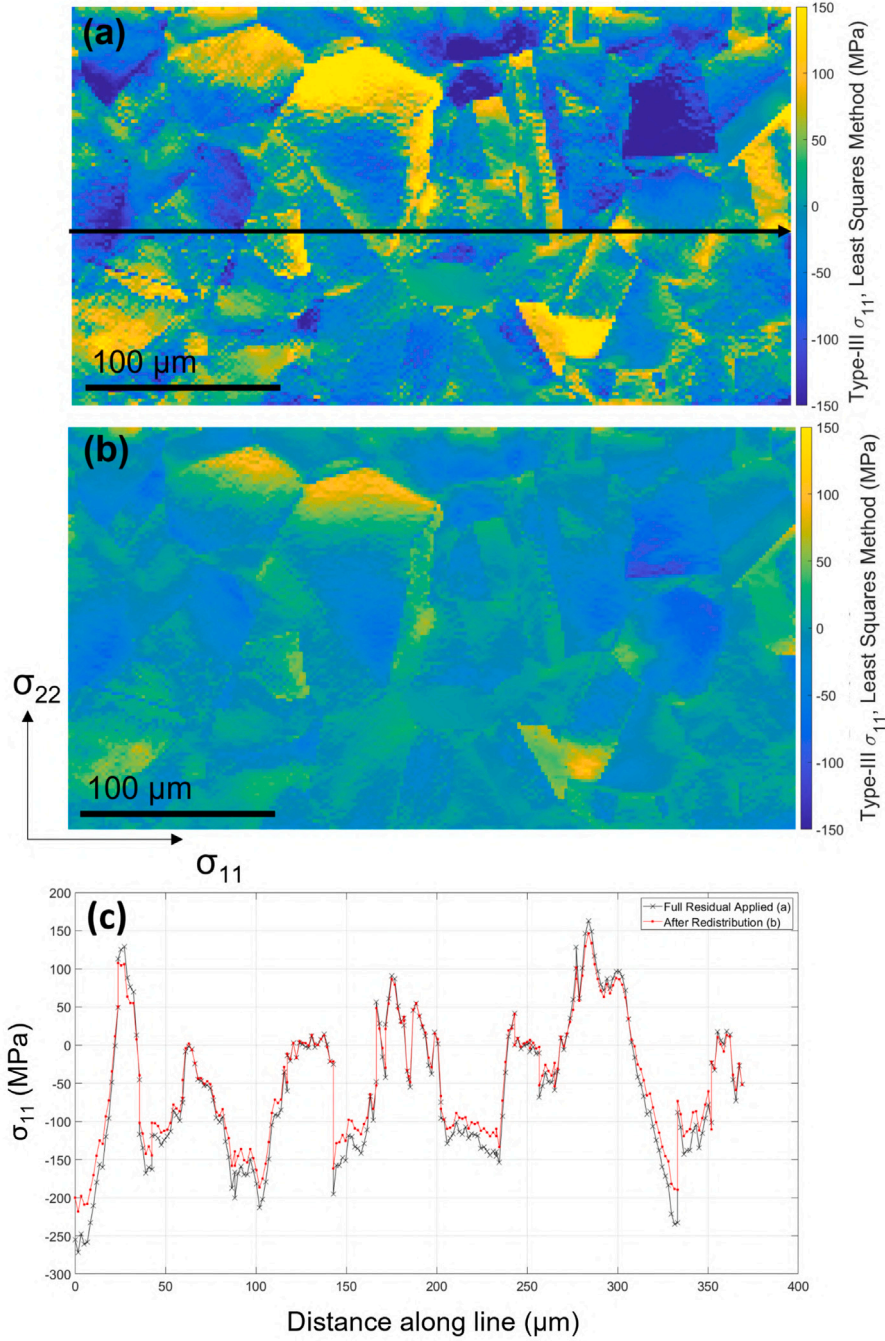 (a)
100 µm
150
100
50
0
-50
-100
-150
Type-III σ11, Least Squares Method (MPa)
(b)
100 µm
150
100
50
0
-50
-100
-150
Type-III σ11, Least Squares Method (MPa)
σ22
σ11
(c)
Full Residual Applied (a)
After Redistribution (b)
200
150
100
50
0
-50
-100
-150
-200
-250
-300
σ11 (MPa)
0 50 100 150 200 250 300 350 400
Distance along line (µm)